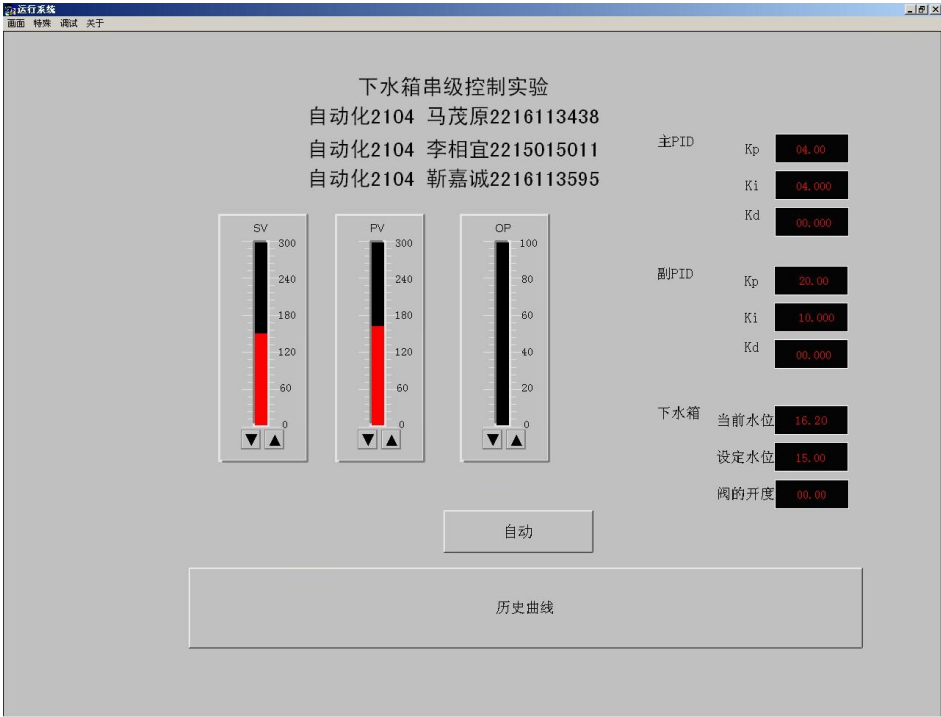 运行系统
画面 特殊 调试 关于
下水箱串级控制实验
自动化2104 马茂原2216113438
自动化2104 李相宜2215015011
自动化2104 靳嘉诚2216113595
SV
300
240
180
120
60
0
PV
300
240
180
120
60
0
OP
100
80
60
40
20
0
主PID
Kp 04.00
Ki 04.000
Kd 00.000
副PID
Kp 20.00
Ki 10.000
Kd 00.000
下水箱
当前水位 16.20
设定水位 15.00
阀的开度 00.00
自动
历史曲线